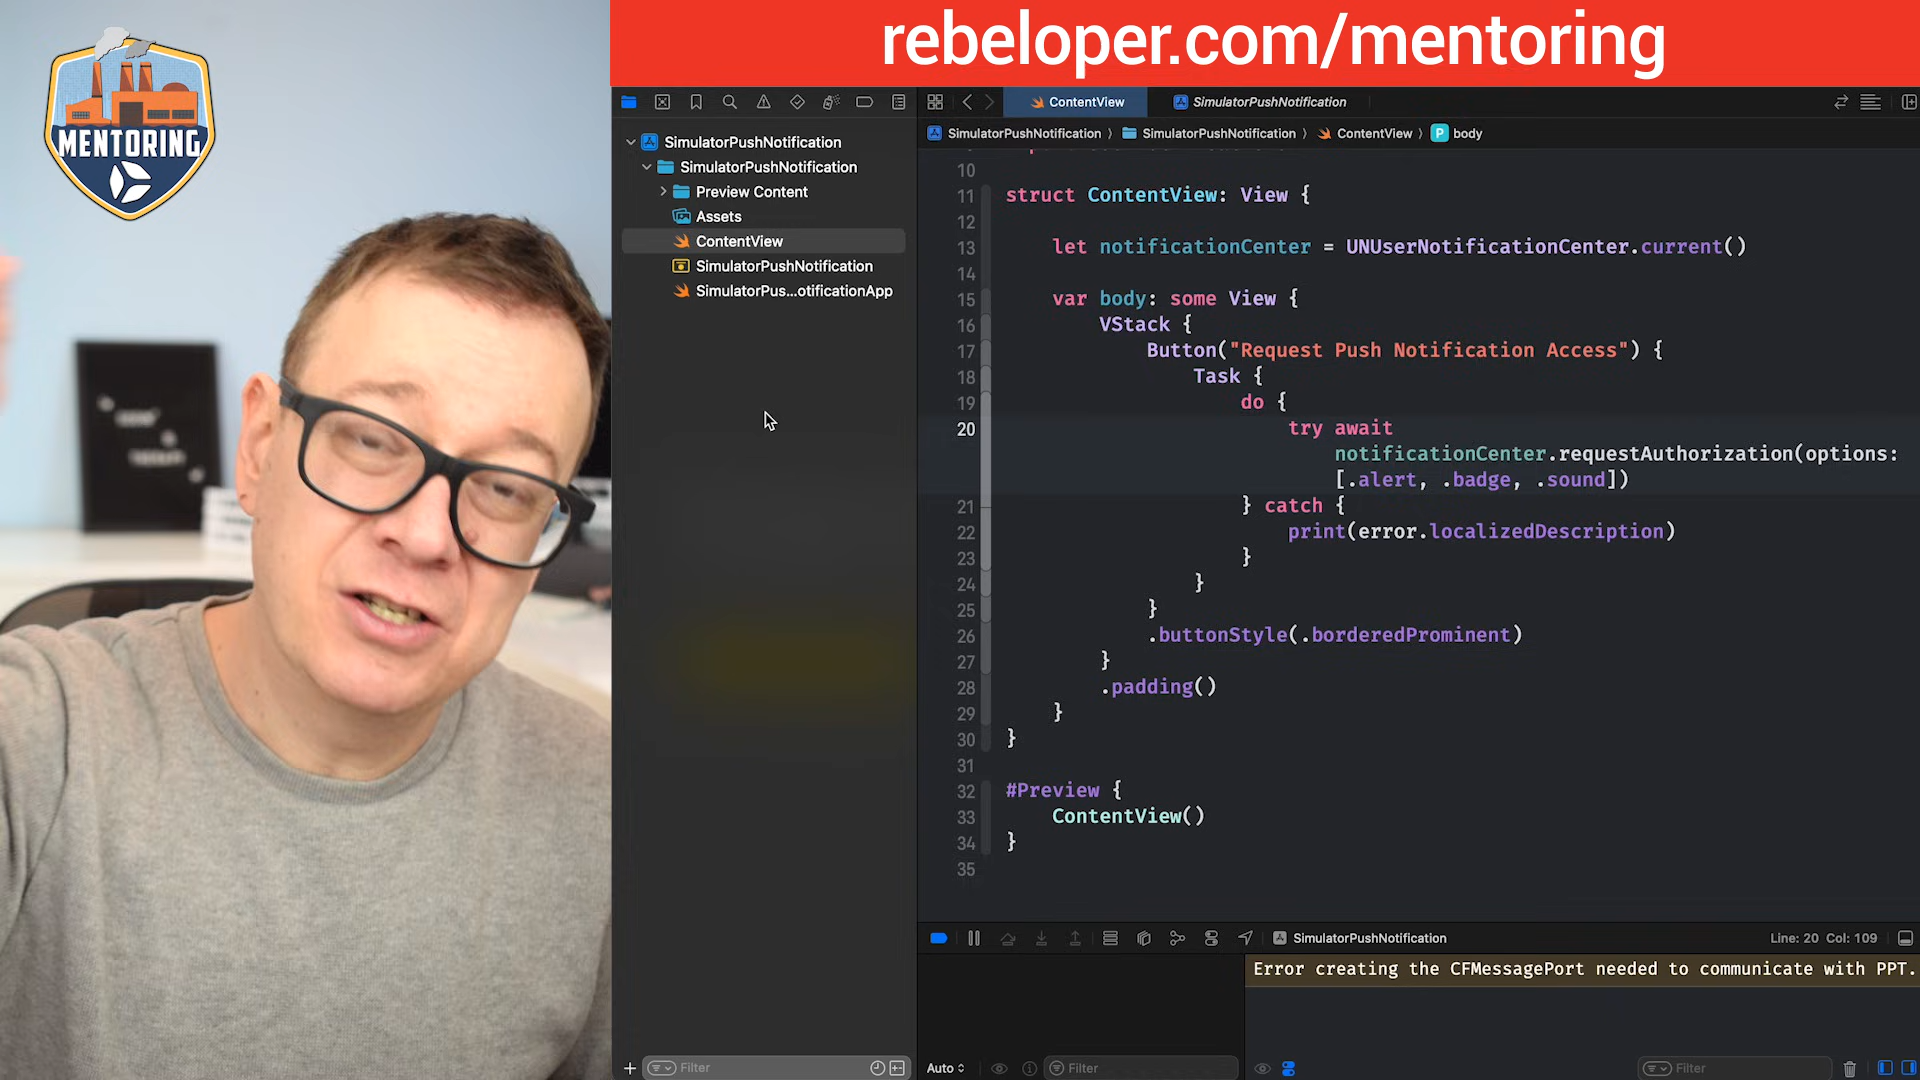 rebeloper.com/mentoring
MENTORING
SimulatorPushNotification
SimulatorPushNotification
Preview Content
Assets
ContentView
SimulatorPushNotification
SimulatorPus...otificationApp
ContentView
SimulatorPushNotification
SimulatorPushNotification ⟩ SimulatorPushNotification ⟩ ContentView ⟩ P body
10
11 struct ContentView: View {
12
13 let notificationCenter = UNUserNotificationCenter.current()
14
15 var body: some View {
16 VStack {
17 Button("Request Push Notification Access") {
18 Task {
19 do {
20 try await
notificationCenter.requestAuthorization(options:
[.alert, .badge, .sound])
21 } catch {
22 print(error.localizedDescription)
23 }
24 }
25 }
26 .buttonStyle(.borderedProminent)
27 }
28 .padding()
29 }
30 }
31
32 #Preview {
33 ContentView()
34 }
35
SimulatorPushNotification
Line: 20 Col: 109
Error creating the CFMessagePort needed to communicate with PPT.
Filter
Auto
Filter
Filter